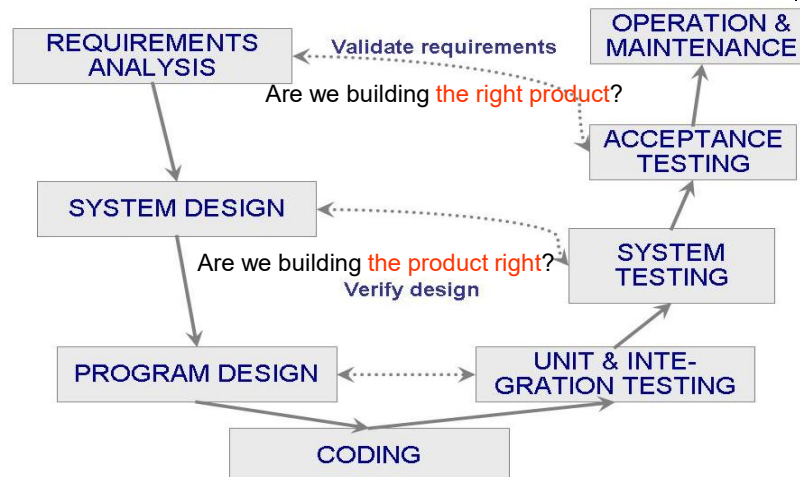 OPERATION &
MAINTENANCE
REQUIREMENTS
ANALYSIS
Validate requirements
Are we building the right product?
ACCEPTANCE
TESTING
SYSTEM DESIGN
SYSTEM
TESTING
Are we building the product right?
Verify design
PROGRAM DESIGN
UNIT & INTE-
GRATION TESTING
CODING